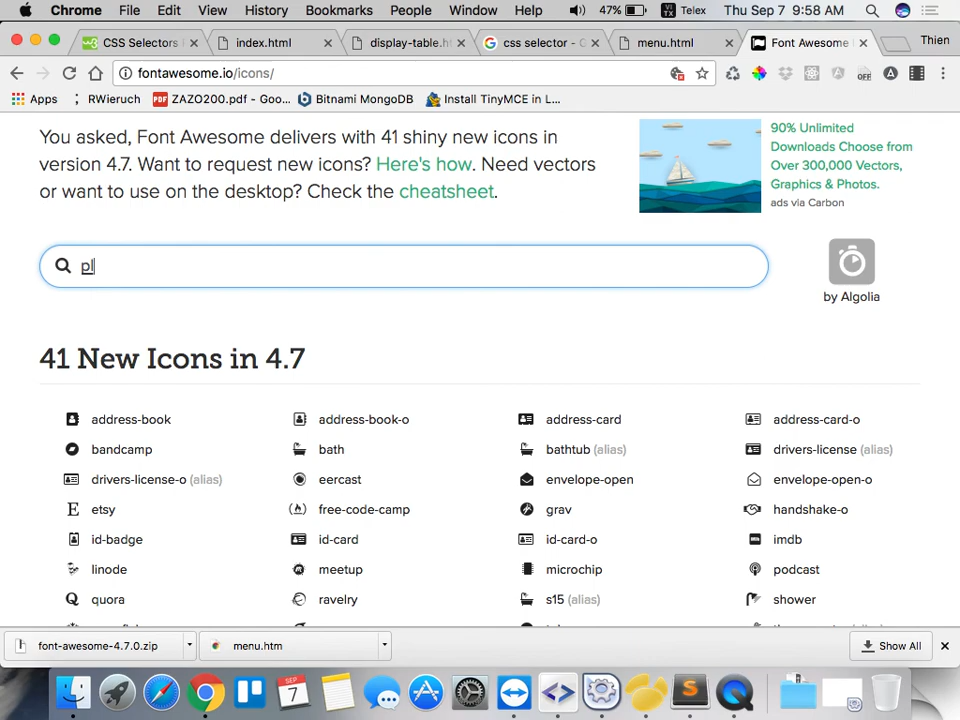 Chrome File Edit View History Bookmarks People Window Help 47% VI TX Telex Thu Sep 7 9:58 AM
CSS Selectors index.html display-table.ht css selector - G menu.html Font Awesome Thien
fontawesome.io/icons/ OFF
Apps RWieruch PDF ZAZO200.pdf - Goo... Bitnami MongoDB Install TinyMCE in L...
You asked, Font Awesome delivers with 41 shiny new icons in
version 4.7. Want to request new icons? Here's how. Need vectors
or want to use on the desktop? Check the cheatsheet.
90% Unlimited
Downloads Choose from
Over 300,000 Vectors,
Graphics & Photos.
ads via Carbon
pl
by Algolia
41 New Icons in 4.7
address-book address-book-o address-card address-card-o
bandcamp bath bathtub (alias) drivers-license (alias)
drivers-license-o (alias) eercast envelope-open envelope-open-o
etsy free-code-camp grav handshake-o
id-badge id-card id-card-o imdb
linode meetup microchip podcast
quora ravelry s15 (alias) shower
font-awesome-4.7.0.zip menu.htm Show All
SEP
7